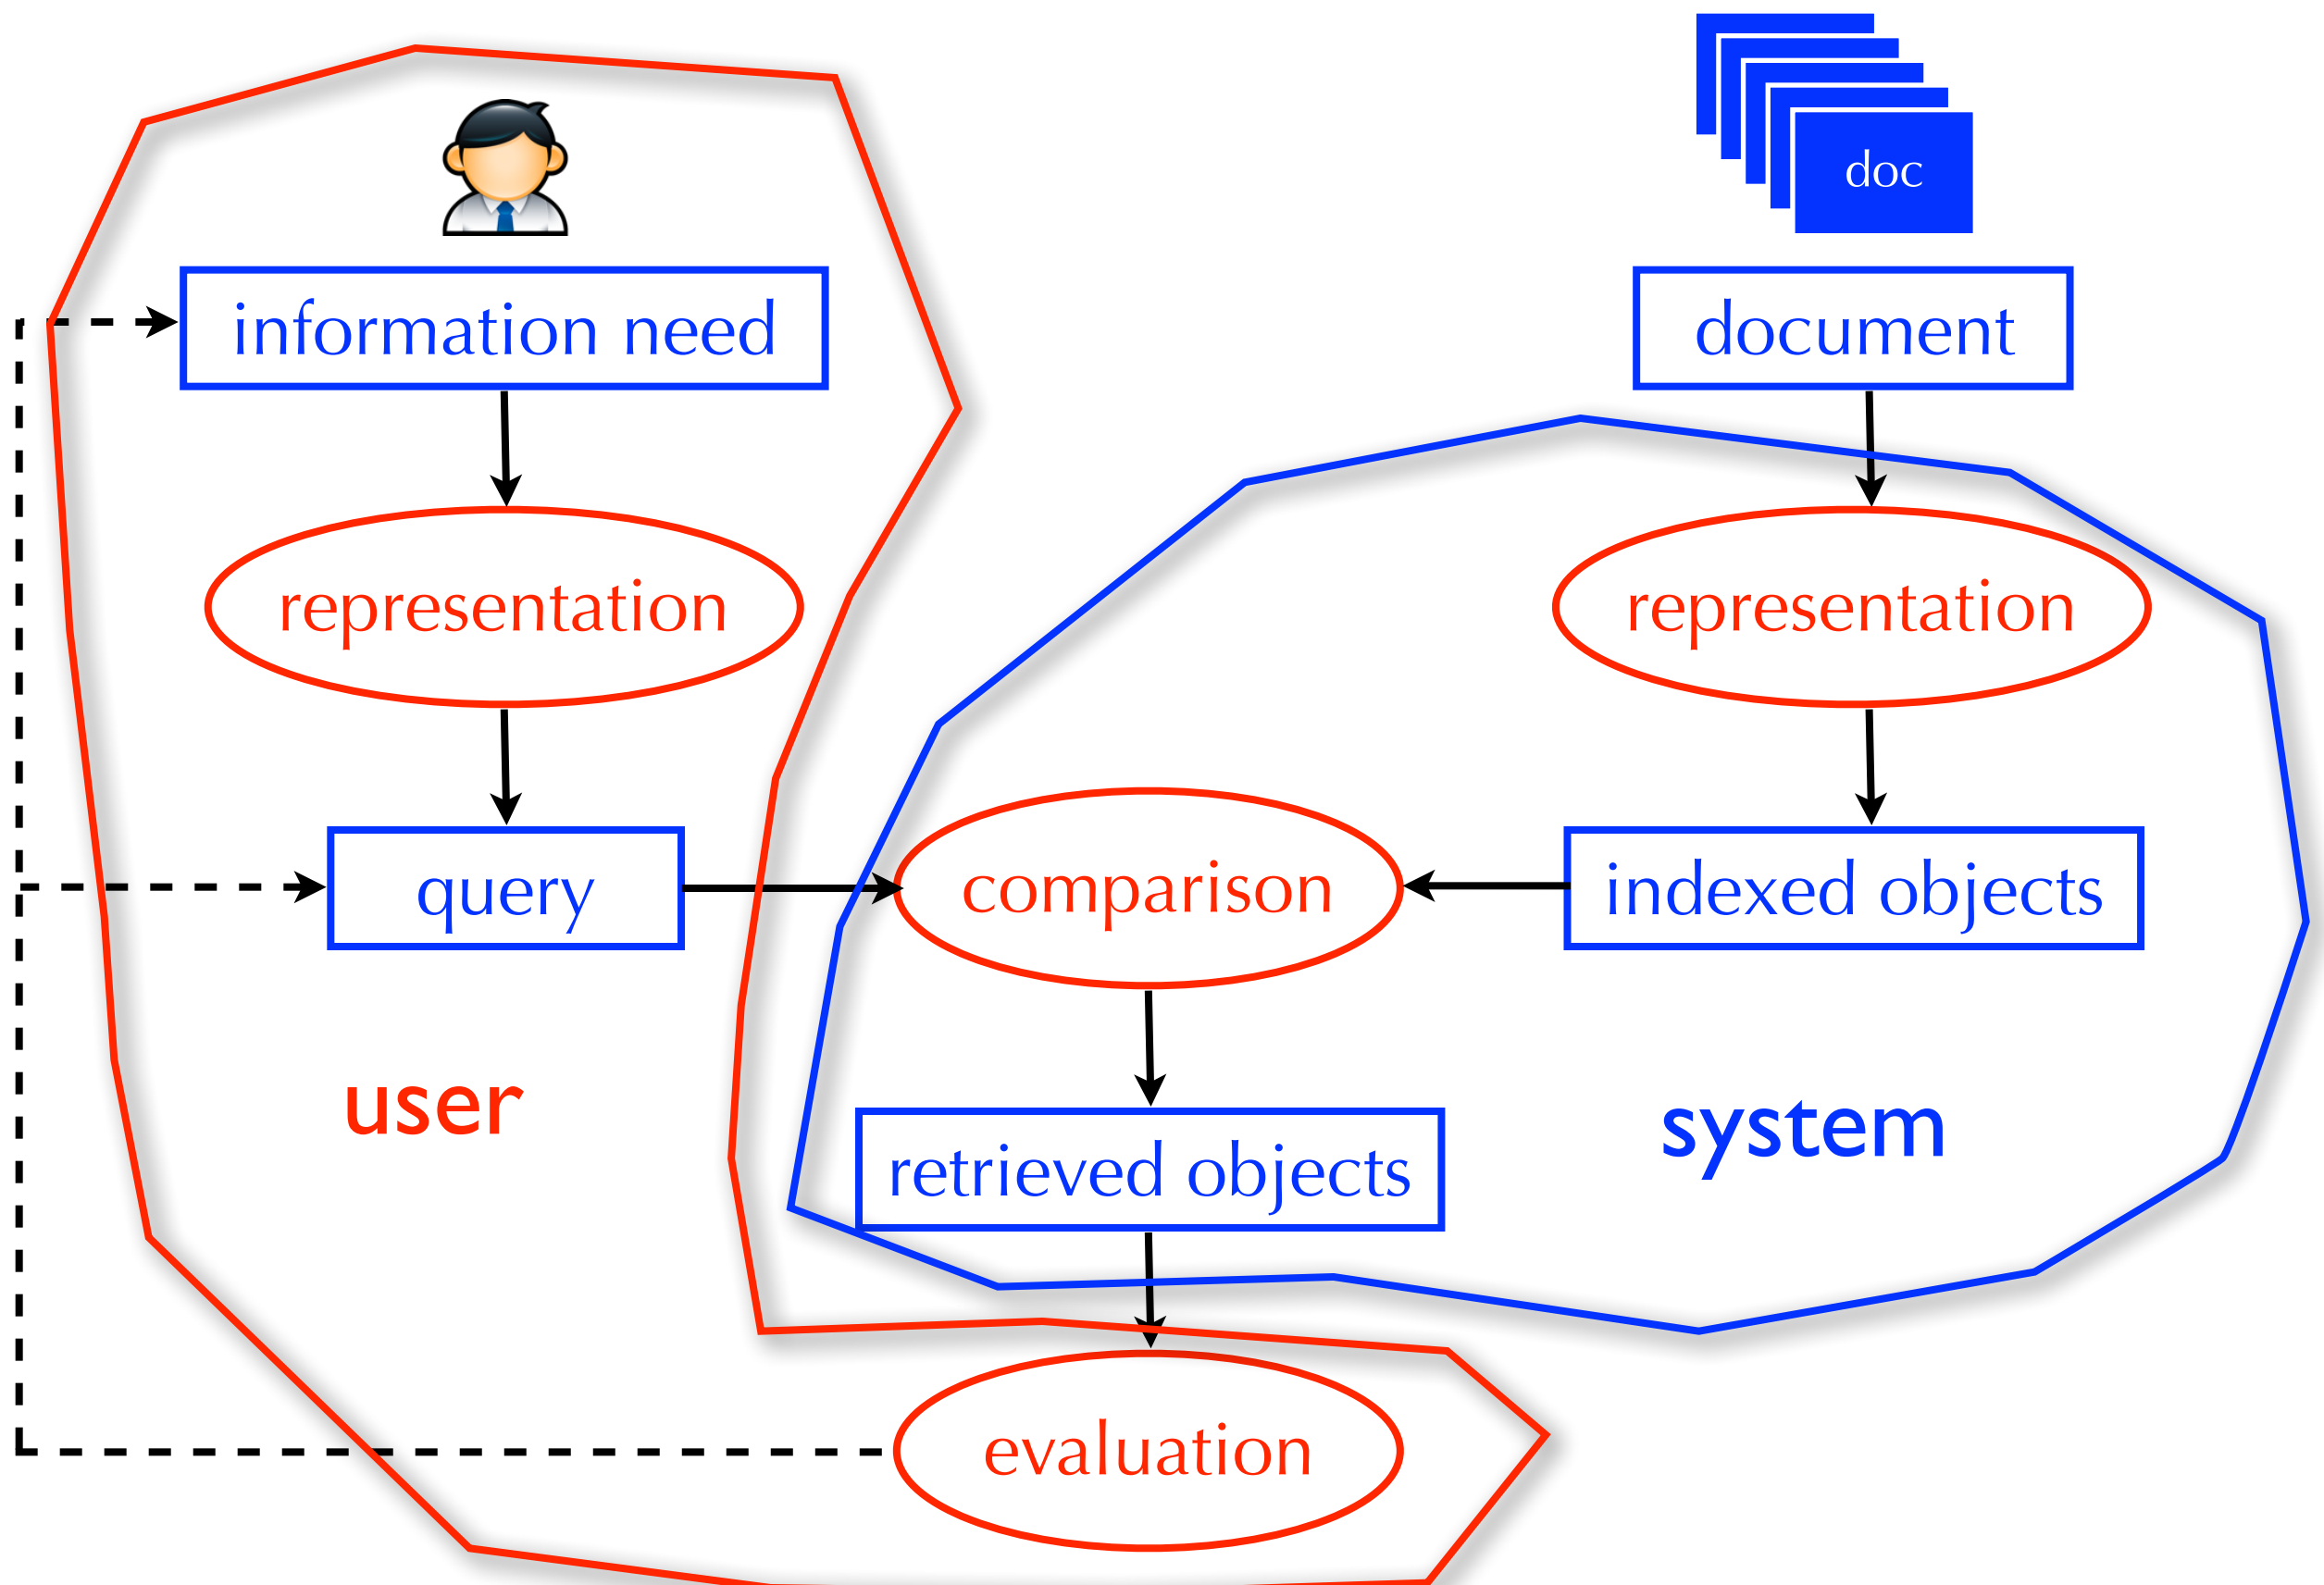 doc
information need
document
representation
representation
query
comparison
indexed objects
user
system
retrieved objects
evaluation